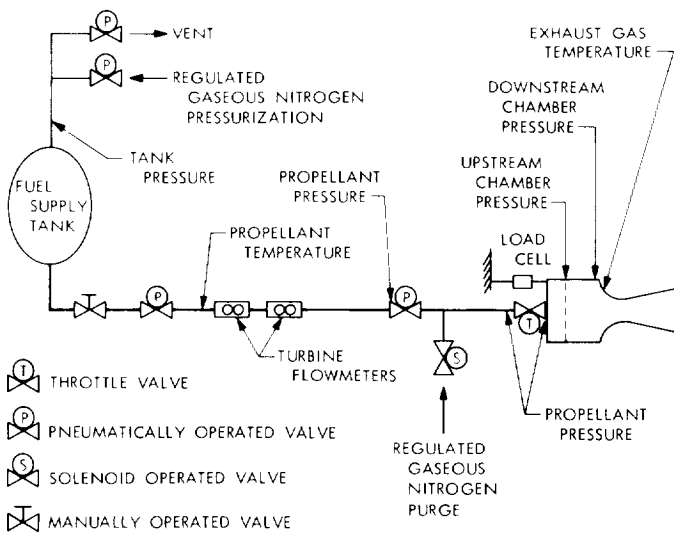 P
VENT
P
REGULATED
GASEOUS NITROGEN
PRESSURIZATION
TANK
PRESSURE
FUEL
SUPPLY
TANK
EXHAUST GAS
TEMPERATURE
DOWNSTREAM
CHAMBER
PRESSURE
UPSTREAM
CHAMBER
PRESSURE
PROPELLANT
PRESSURE
LOAD
CELL
PROPELLANT
TEMPERATURE
P
P
T
TURBINE
FLOWMETERS
S
PROPELLANT
PRESSURE
REGULATED
GASEOUS
NITROGEN
PURGE
T THROTTLE VALVE
P PNEUMATICALLY OPERATED VALVE
S SOLENOID OPERATED VALVE
MANUALLY OPERATED VALVE